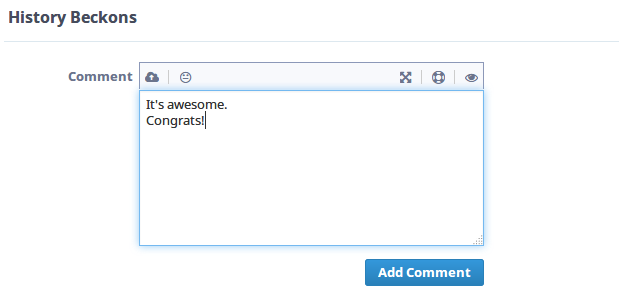 History Beckons
Comment
It's awesome.
Congrats!
Add Comment